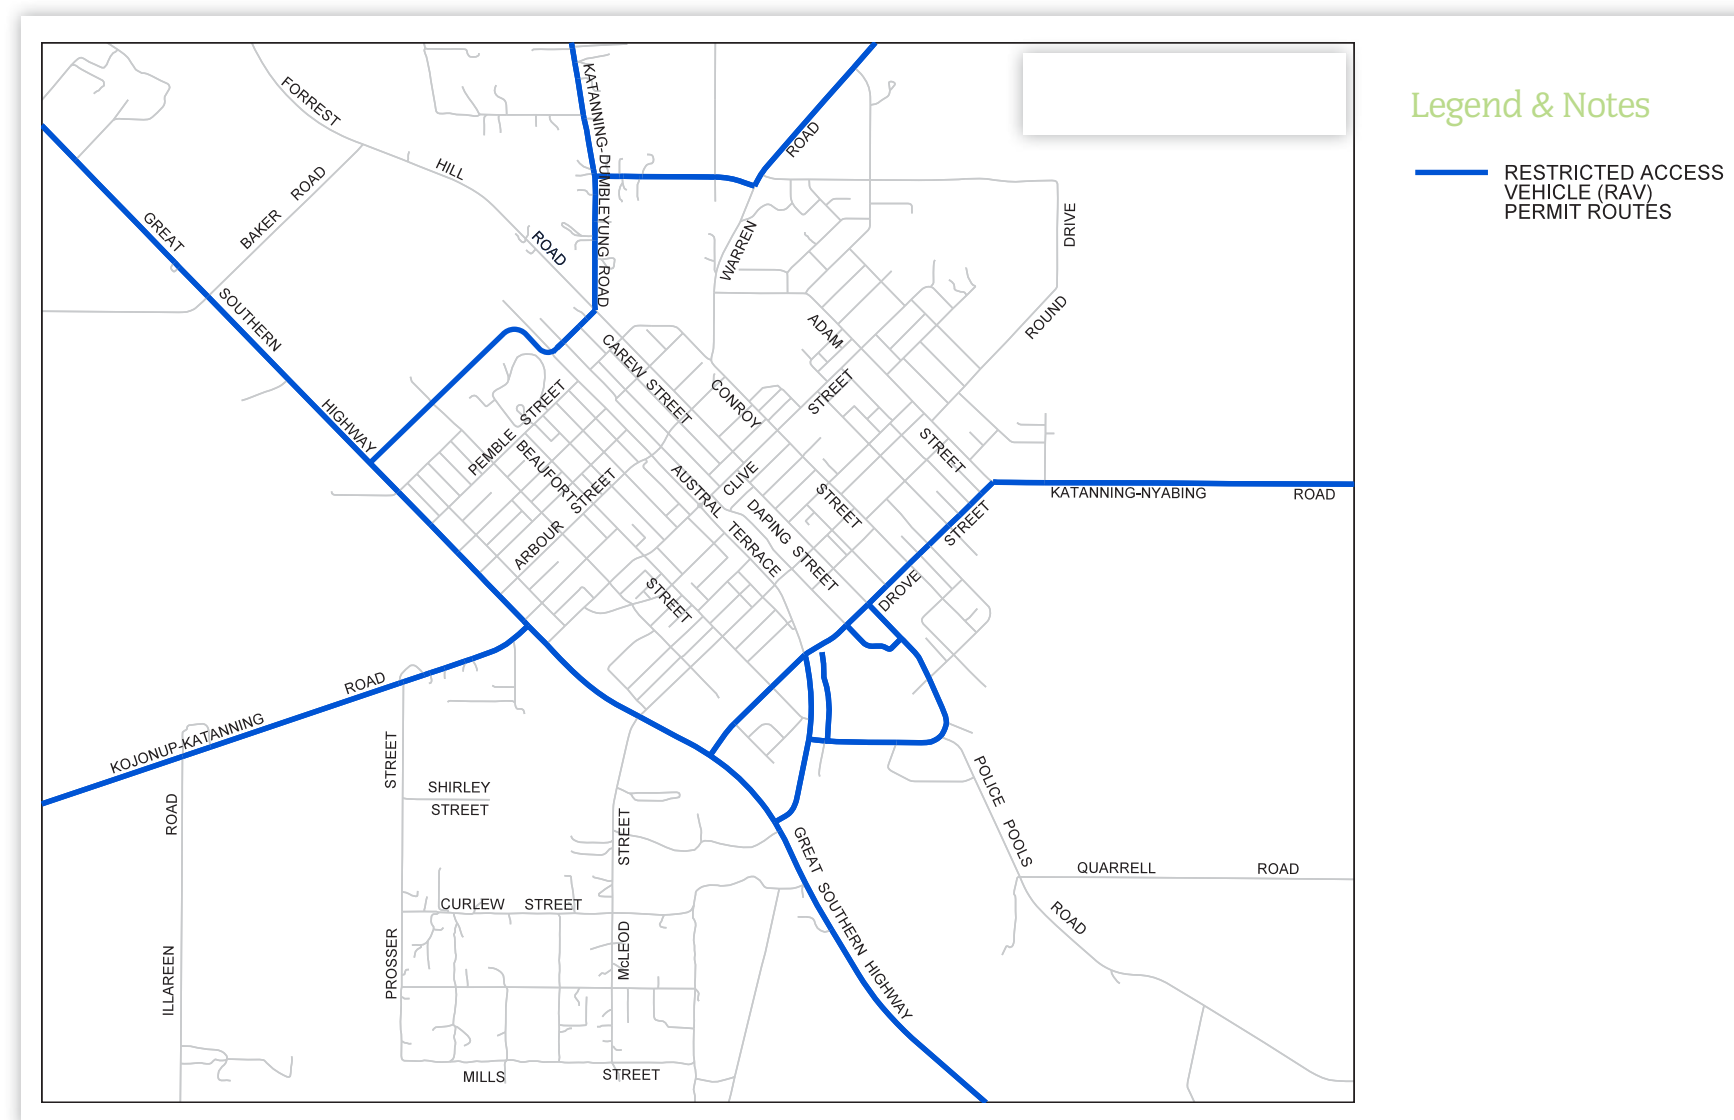 Legend & Notes
RESTRICTED ACCESS
VEHICLE (RAV)
PERMIT ROUTES
FORREST
HILL
ROAD
KATANNING-DUMBLEYUNG ROAD
ROAD
WARREN
DRIVE
ROUND
BAKER
ROAD
GREAT
SOUTHERN
HIGHWAY
ADAM
STREET
CAREW STREET
CONROY
STREET
STREET
PEMBLE
STREET
BEAUFORT
STREET
ARBOUR
STREET
AUSTRAL
TERRACE
CLIVE
STREET
DAPING
STREET
KATANNING-NYABING
ROAD
DROVE
STREET
KOJONUP-KATANNING
ROAD
STREET
PROSSER
SHIRLEY
STREET
ROAD
ILLAREEN
STREET
McLEOD
CURLEW
STREET
MILLS
STREET
GREAT SOUTHERN HIGHWAY
POLICE
POOLS
ROAD
QUARRELL
ROAD